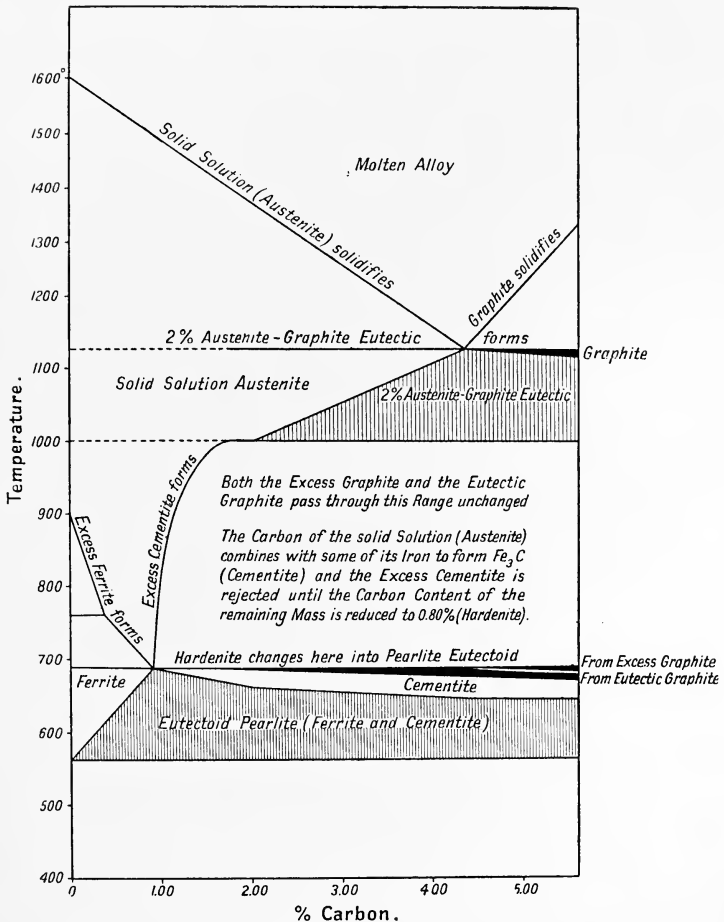 1600°
1500
1400
1300
1200
1100
1000
900
800
700
600
500
400
Temperature.
Solid Solution (Austenite) solidifies
Molten Alloy
Graphite solidifies
2% Austenite-Graphite Eutectic forms
Graphite
Solid Solution Austenite
2% Austenite-Graphite Eutectic
Excess Cementite forms
Both the Excess Graphite and the Eutectic
Graphite pass through this Range unchanged
The Carbon of the solid Solution (Austenite)
combines with some of its Iron to form Fe₃C
(Cementite) and the Excess Cementite is
rejected until the Carbon Content of the
remaining Mass is reduced to 0.80% (Hardenite).
Excess Ferrite forms
Hardenite changes here into Pearlite Eutectoid
From Excess Graphite
From Eutectic Graphite
Ferrite
Cementite
Eutectoid Pearlite (Ferrite and Cementite)
0 1.00 2.00 3.00 4.00 5.00
% Carbon.